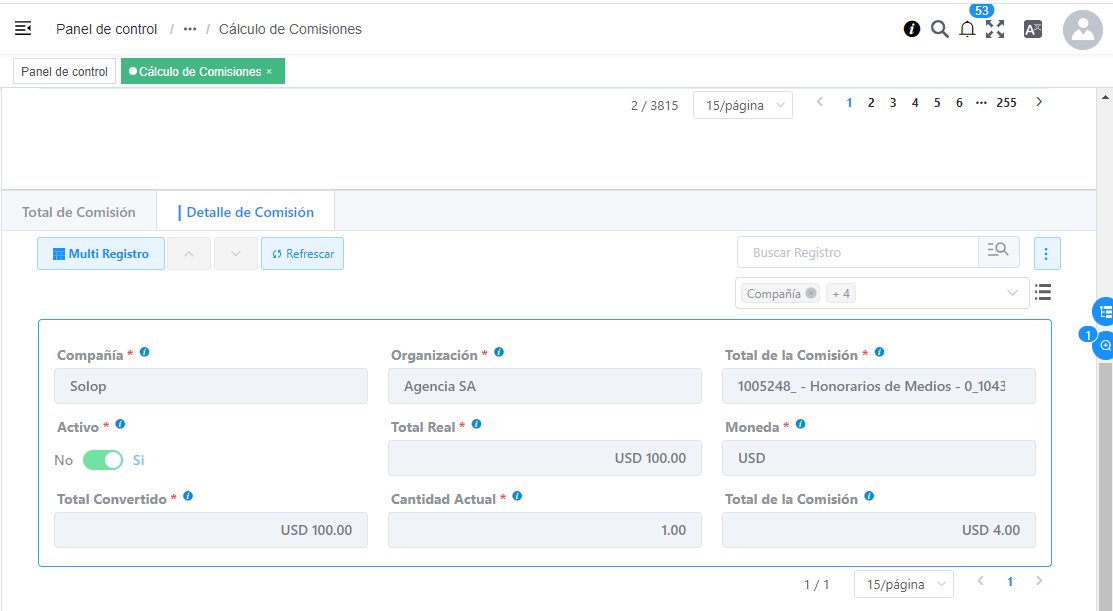 53
Panel de control / ··· / Cálculo de Comisiones
Panel de control
Cálculo de Comisiones ×
2 / 3815 15/página 1 2 3 4 5 6 ··· 255
Total de Comisión Detalle de Comisión
Multi Registro Refrescar Buscar Registro
Compañía + 4
1
Compañía * Organización * Total de la Comisión *
Solop Agencia SA 1005248_ - Honorarios de Medios - 0_1043
Activo * Total Real * Moneda *
No Si USD 100.00 USD
Total Convertido * Cantidad Actual * Total de la Comisión
USD 100.00 1.00 USD 4.00
1 / 1 15/página 1